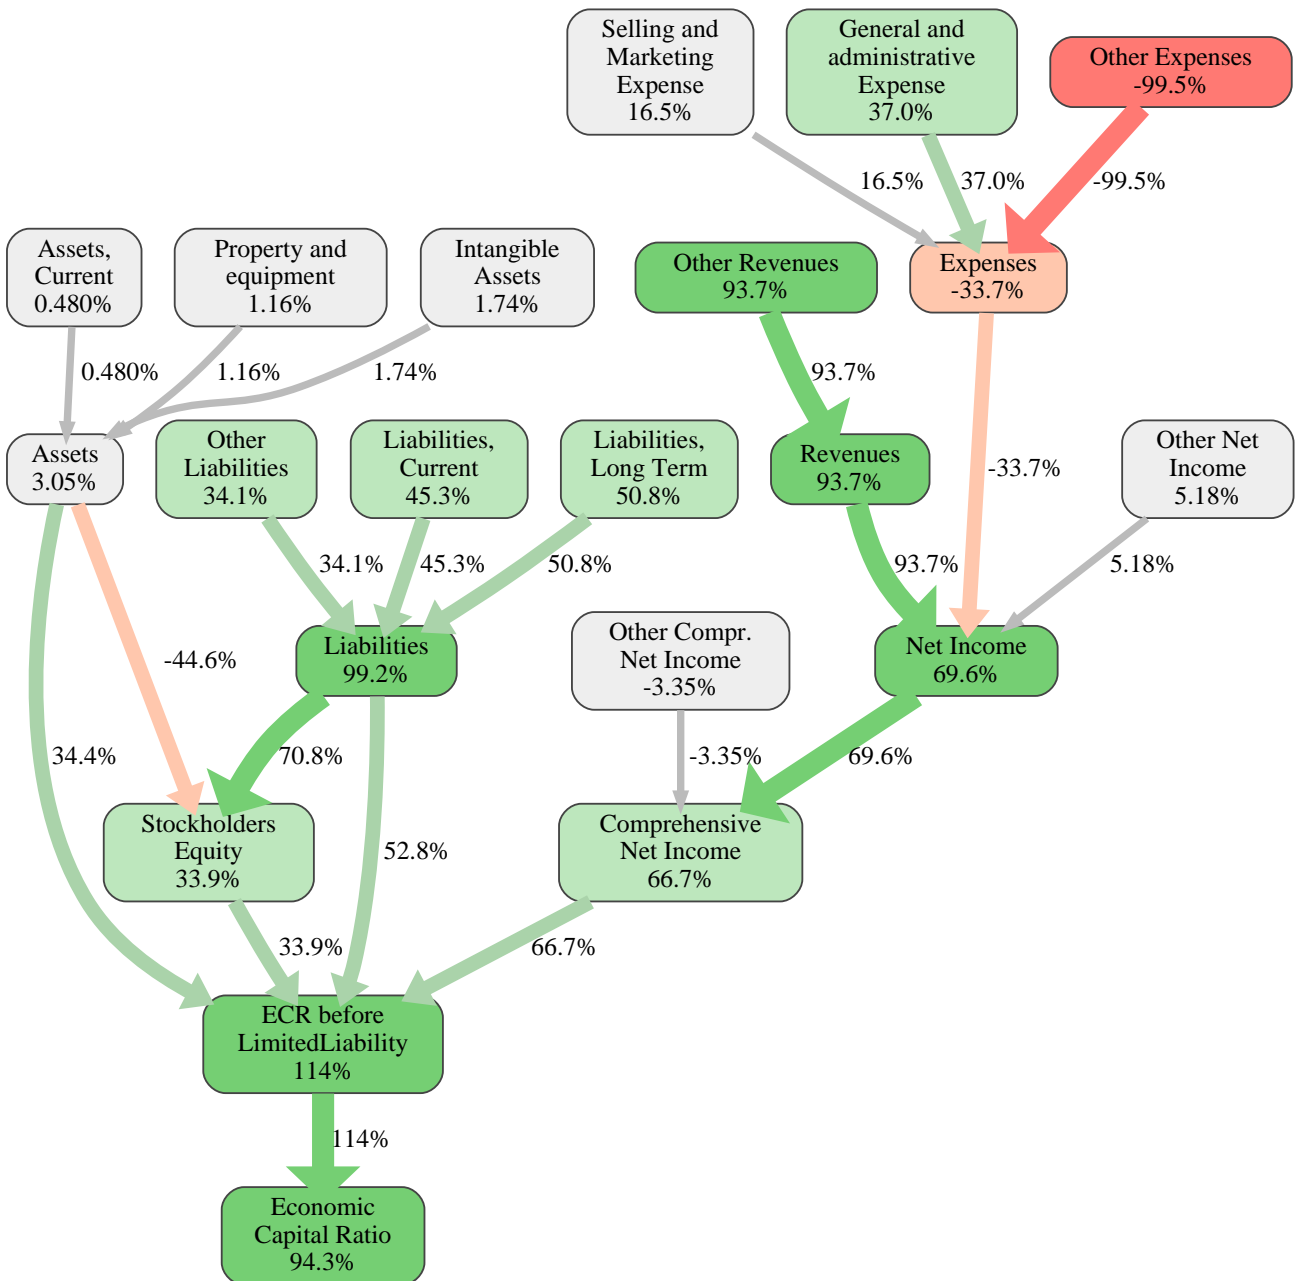 Selling and
Marketing
Expense
16.5%
General and
administrative
Expense
37.0%
Other Expenses
-99.5%
16.5%
37.0%
-99.5%
Assets,
Current
0.480%
Property and
equipment
1.16%
Intangible
Assets
1.74%
Other Revenues
93.7%
Expenses
-33.7%
0.480%
1.16%
1.74%
93.7%
Assets
3.05%
Other
Liabilities
34.1%
Liabilities,
Current
45.3%
Liabilities,
Long Term
50.8%
Revenues
93.7%
-33.7%
Other Net
Income
5.18%
34.1%
45.3%
50.8%
93.7%
5.18%
-44.6%
Liabilities
99.2%
Other Compr.
Net Income
-3.35%
Net Income
69.6%
34.4%
70.8%
-3.35%
69.6%
Stockholders
Equity
33.9%
52.8%
Comprehensive
Net Income
66.7%
33.9%
66.7%
ECR before
LimitedLiability
114%
114%
Economic
Capital Ratio
94.3%